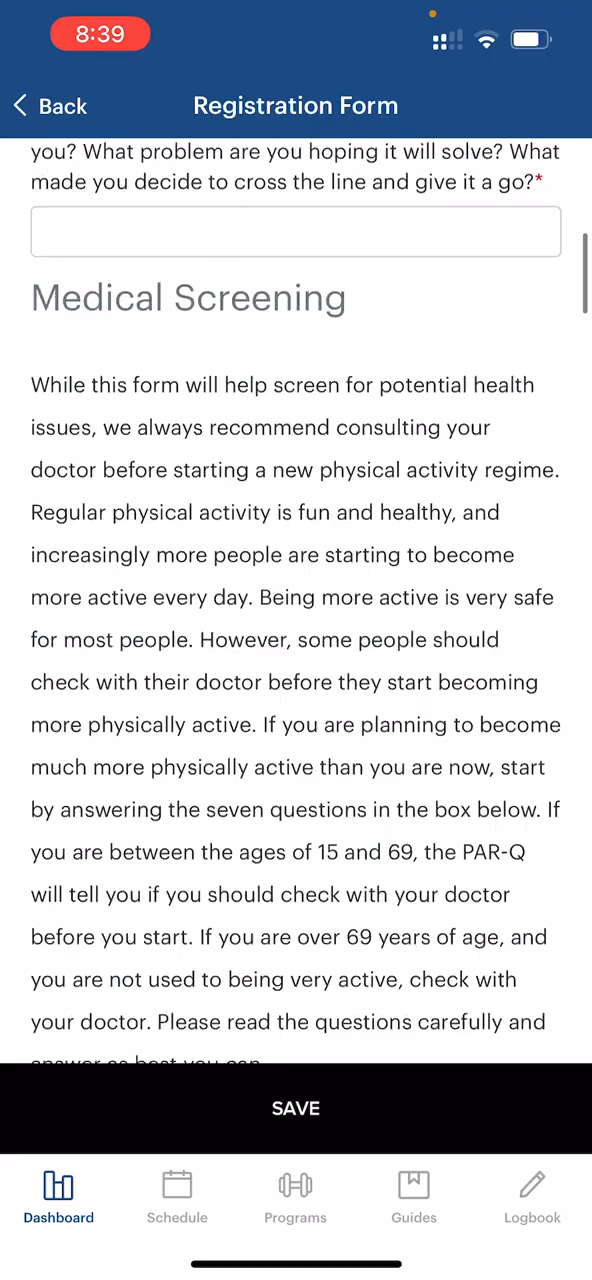 8:39
Back
Registration Form
you? What problem are you hoping it will solve? What
made you decide to cross the line and give it a go?*
Medical Screening
While this form will help screen for potential health
issues, we always recommend consulting your
doctor before starting a new physical activity regime.
Regular physical activity is fun and healthy, and
increasingly more people are starting to become
more active every day. Being more active is very safe
for most people. However, some people should
check with their doctor before they start becoming
more physically active. If you are planning to become
much more physically active than you are now, start
by answering the seven questions in the box below. If
you are between the ages of 15 and 69, the PAR-Q
will tell you if you should check with your doctor
before you start. If you are over 69 years of age, and
you are not used to being very active, check with
your doctor. Please read the questions carefully and
answer as best you can
SAVE
Dashboard
Schedule
Programs
Guides
Logbook